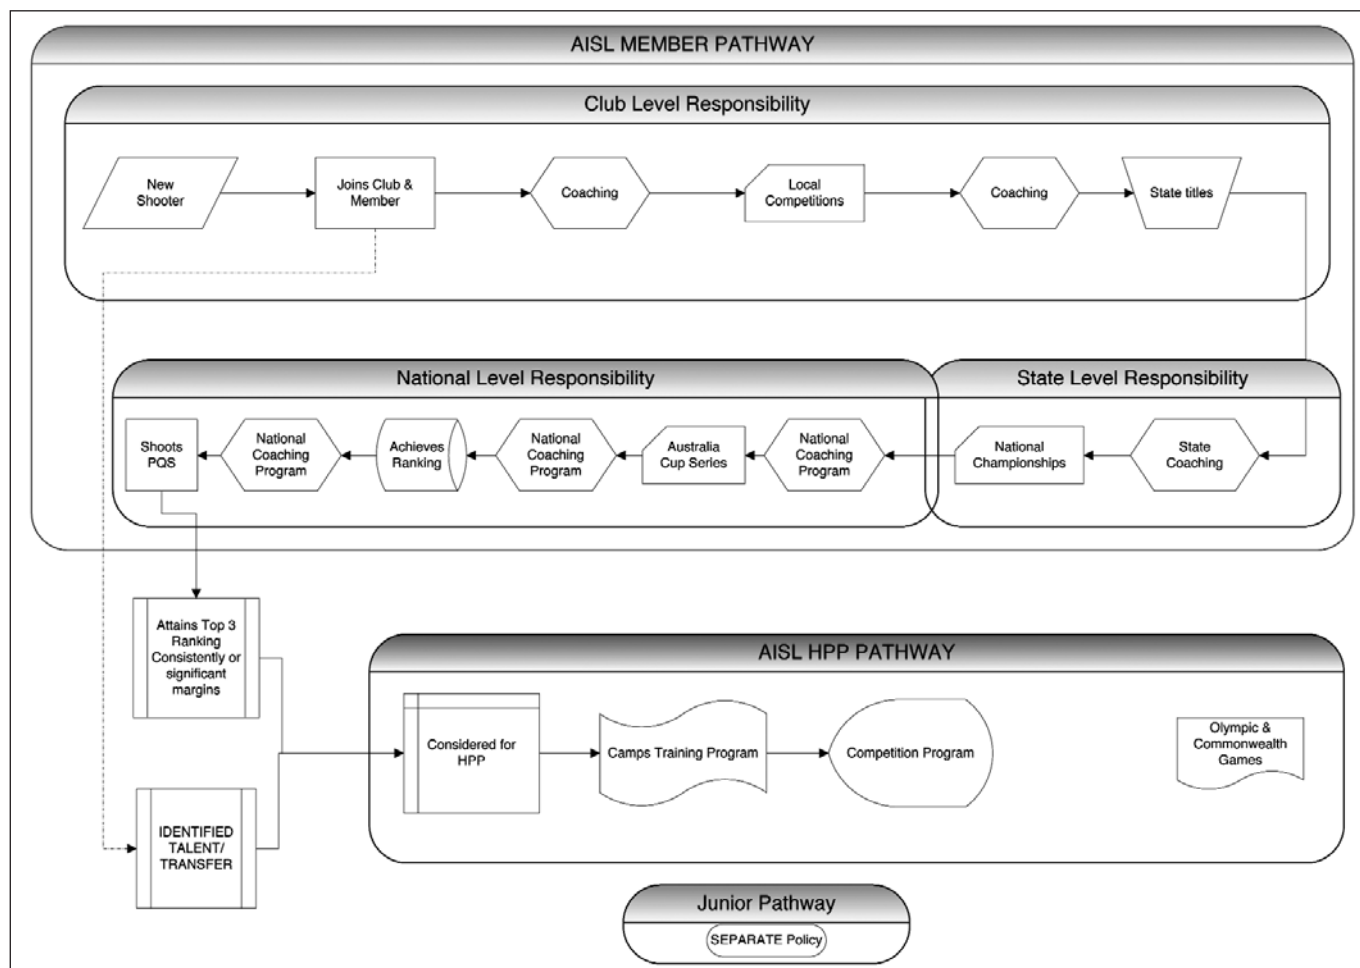 AISL MEMBER PATHWAY
Club Level Responsibility
New
Shooter
Joins Club &
Member
Coaching
Local
Competitions
Coaching
State titles
National Level Responsibility
State Level Responsibility
Shoots
PQS
National
Coaching
Program
Achieves
Ranking
National
Coaching
Program
Australia
Cup Series
National
Coaching
Program
National
Championships
State
Coaching
Attains Top 3
Ranking
Consistently or
significant
margins
AISL HPP PATHWAY
Considered for
HPP
Camps Training Program
Competition Program
Olympic &
Commonwealth
Games
IDENTIFIED
TALENT/
TRANSFER
Junior Pathway
SEPARATE Policy